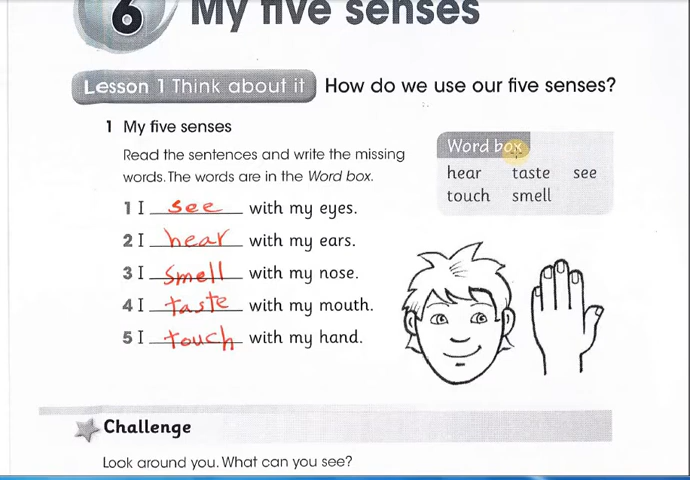 6 My five senses
Lesson 1 Think about it How do we use our five senses?
1 My five senses
Read the sentences and write the missing
words. The words are in the Word box.
Word box
hear taste see
touch smell
1 I see with my eyes.
2 I hear with my ears.
3 I smell with my nose.
4 I taste with my mouth.
5 I touch with my hand.
Challenge
Look around you. What can you see?